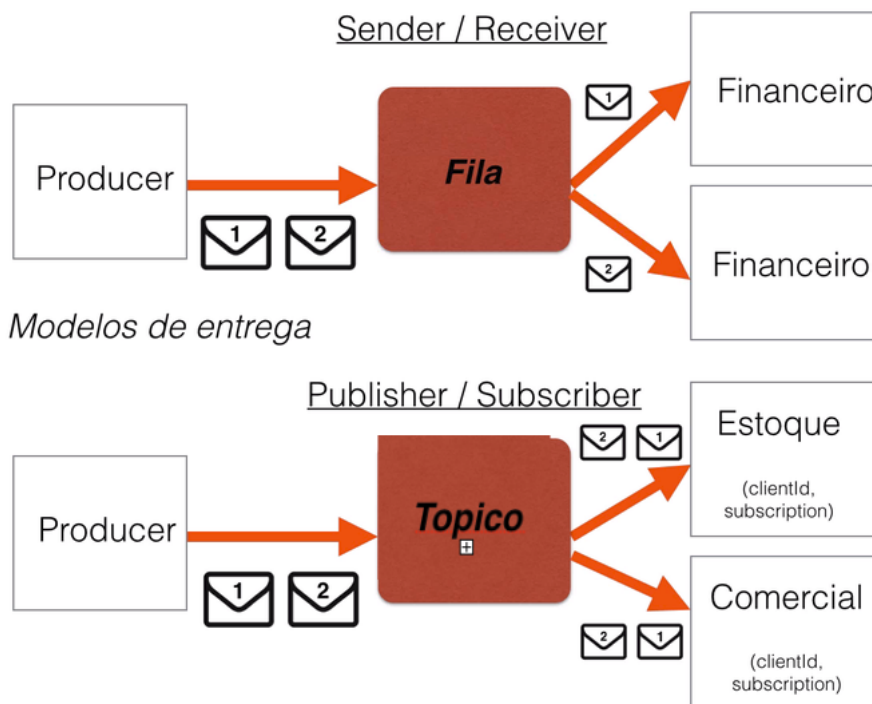 Sender / Receiver
Producer
1
2
Fila
1
2
Financeiro
Financeiro
Modelos de entrega
Publisher / Subscriber
Producer
1
2
Topico
2
1
2
1
Estoque
(clientId,
subscription)
Comercial
(clientId,
subscription)